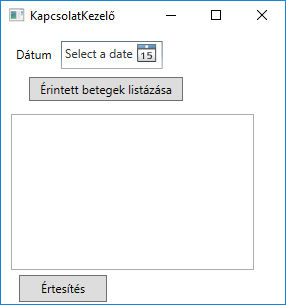 KapcsolatKezelő
Dátum Select a date 15
Érintett betegek listázása
Értesítés